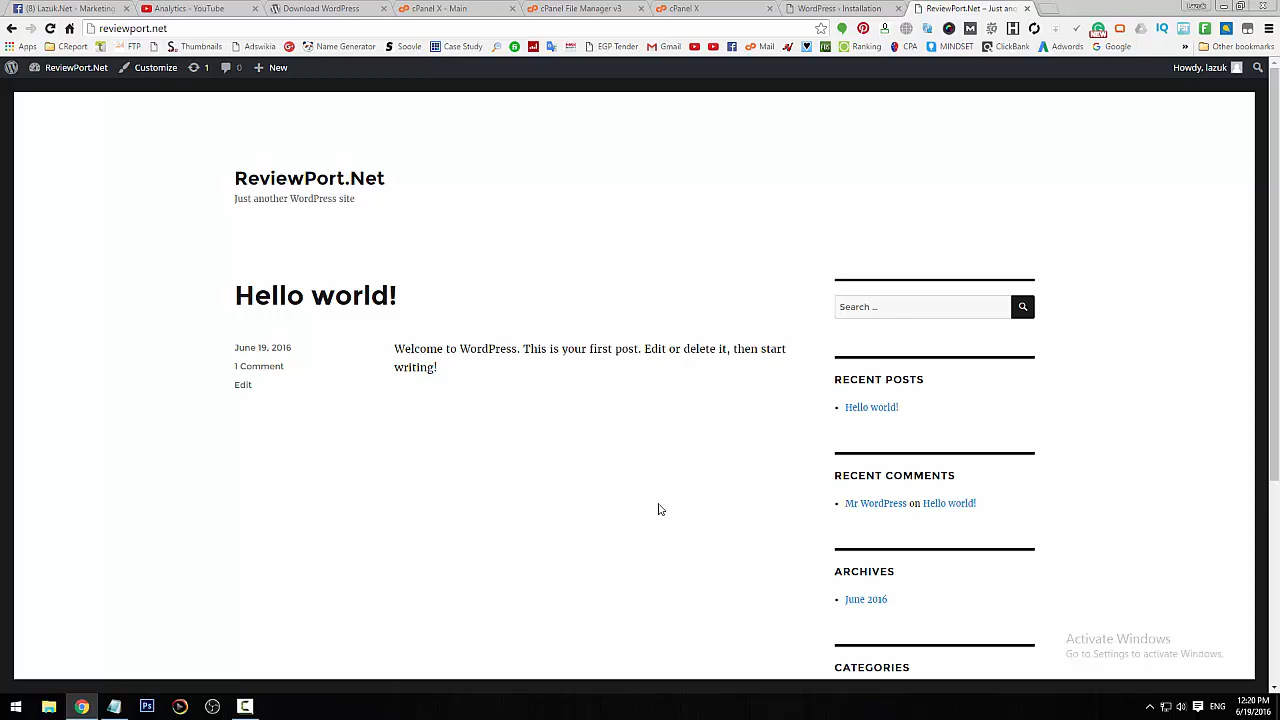 (8) Lazuk.Net - Marketing
Analytics - YouTube
Download WordPress
cPanel X - Main
cPanel File Manager v3
cPanel X
WordPress › Installation
ReviewPort.Net – Just ano
reviewport.net
Apps
CReport
FTP
Thumbnails
Adswikia
Name Generator
Google
Case Study
EGP Tender
Gmail
Mail
Ranking
CPA
MINDSET
ClickBank
Adwords
Google
»
Other bookmarks
ReviewPort.Net
Customize
1
0
New
Howdy, lazuk
ReviewPort.Net
Just another WordPress site
Hello world!
June 19, 2016
1 Comment
Edit
Welcome to WordPress. This is your first post. Edit or delete it, then start
writing!
Search …
RECENT POSTS
Hello world!
RECENT COMMENTS
Mr WordPress on Hello world!
ARCHIVES
June 2016
CATEGORIES
Activate Windows
Go to Settings to activate Windows.
ENG
12:20 PM
6/19/2016